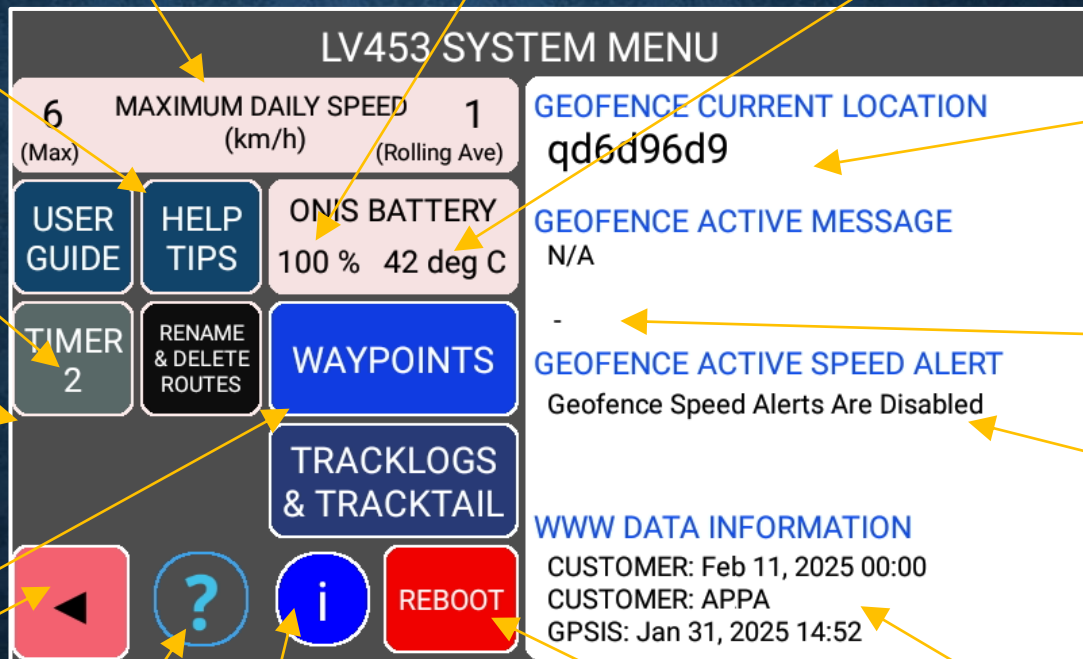 LV453 SYSTEM MENU
6 MAXIMUM DAILY SPEED 1
(Max) (km/h) (Rolling Ave)
USER
GUIDE
HELP
TIPS
ONIS BATTERY
100 % 42 deg C
TIMER
2
RENAME
& DELETE
ROUTES
WAYPOINTS
TRACKLOGS
& TRACKTAIL
?
i
REBOOT
GEOFENCE CURRENT LOCATION
qd6d96d9
GEOFENCE ACTIVE MESSAGE
N/A
-
GEOFENCE ACTIVE SPEED ALERT
Geofence Speed Alerts Are Disabled
WWW DATA INFORMATION
CUSTOMER: Feb 11, 2025 00:00
CUSTOMER: APPA
GPSIS: Jan 31, 2025 14:52